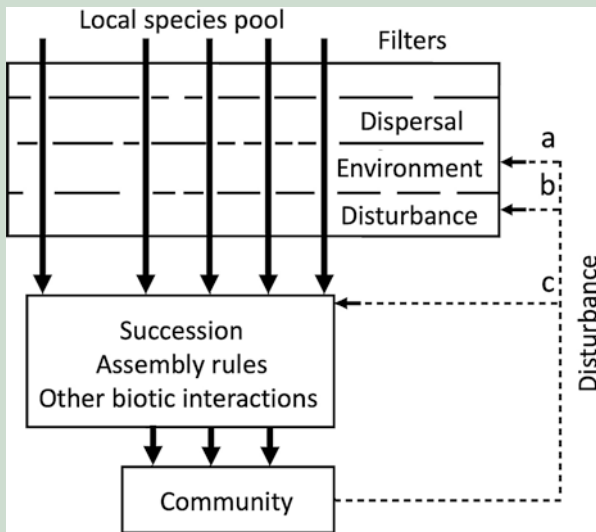 Local species pool
Filters
Dispersal
a
Environment
b
Disturbance
c
Succession
Assembly rules
Other biotic interactions
Disturbance
Community